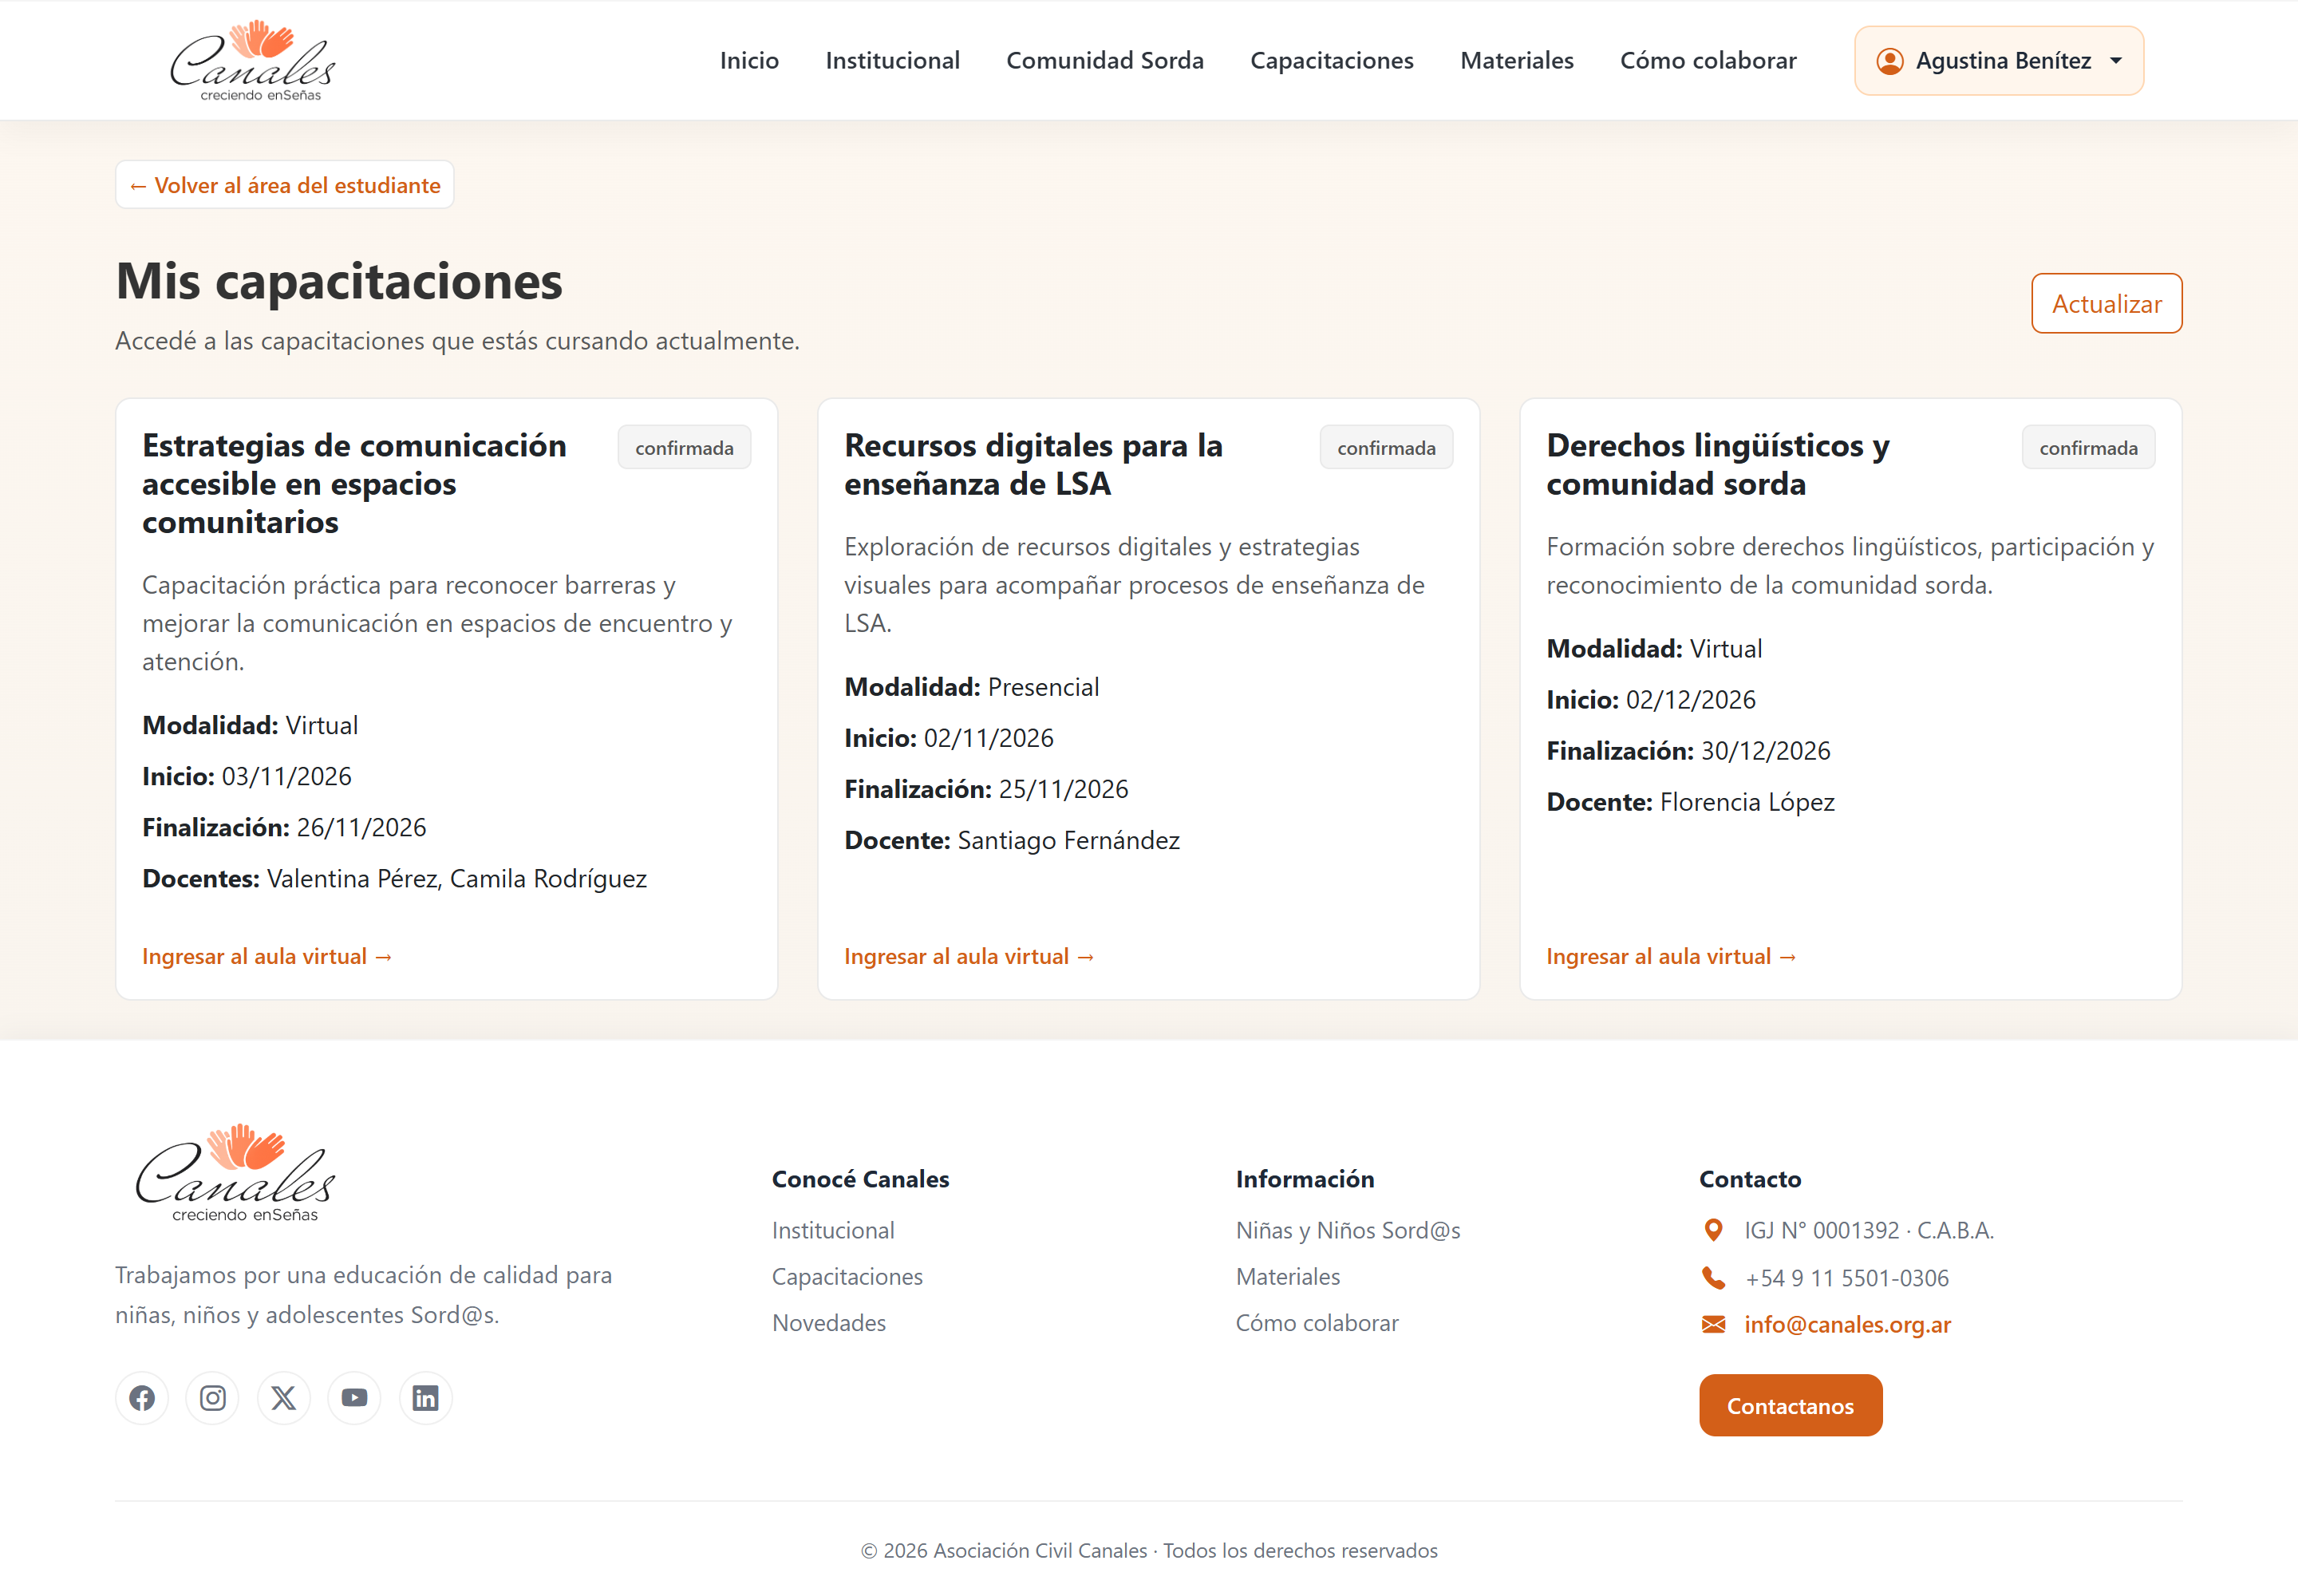 Canales
creciendo enSeñas
Inicio
Institucional
Comunidad Sorda
Capacitaciones
Materiales
Cómo colaborar
Agustina Benítez
← Volver al área del estudiante
Mis capacitaciones
Accedé a las capacitaciones que estás cursando actualmente.
Actualizar
Estrategias de comunicación
accesible en espacios
comunitarios
confirmada
Capacitación práctica para reconocer barreras y
mejorar la comunicación en espacios de encuentro y
atención.
Modalidad: Virtual
Inicio: 03/11/2026
Finalización: 26/11/2026
Docentes: Valentina Pérez, Camila Rodríguez
Ingresar al aula virtual →
Recursos digitales para la
enseñanza de LSA
confirmada
Exploración de recursos digitales y estrategias
visuales para acompañar procesos de enseñanza de
LSA.
Modalidad: Presencial
Inicio: 02/11/2026
Finalización: 25/11/2026
Docente: Santiago Fernández
Ingresar al aula virtual →
Derechos lingüísticos y
comunidad sorda
confirmada
Formación sobre derechos lingüísticos, participación y
reconocimiento de la comunidad sorda.
Modalidad: Virtual
Inicio: 02/12/2026
Finalización: 30/12/2026
Docente: Florencia López
Ingresar al aula virtual →
Canales
creciendo enSeñas
Trabajamos por una educación de calidad para
niñas, niños y adolescentes Sord@s.
Conocé Canales
Institucional
Capacitaciones
Novedades
Información
Niñas y Niños Sord@s
Materiales
Cómo colaborar
Contacto
IGJ N° 0001392 · C.A.B.A.
+54 9 11 5501-0306
info@canales.org.ar
Contactanos
© 2026 Asociación Civil Canales · Todos los derechos reservados